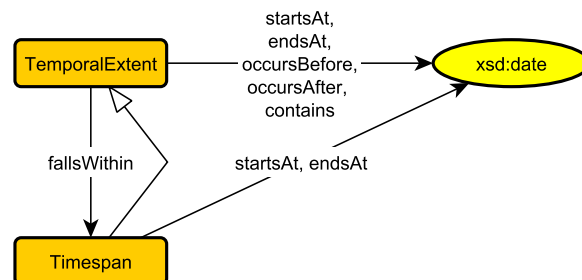 startsAt,
endsAt,
TemporalExtent
occursBefore,
xsd:date
occursAfter,
contains
fallsWithin
startsAt, endsAt
Timespan